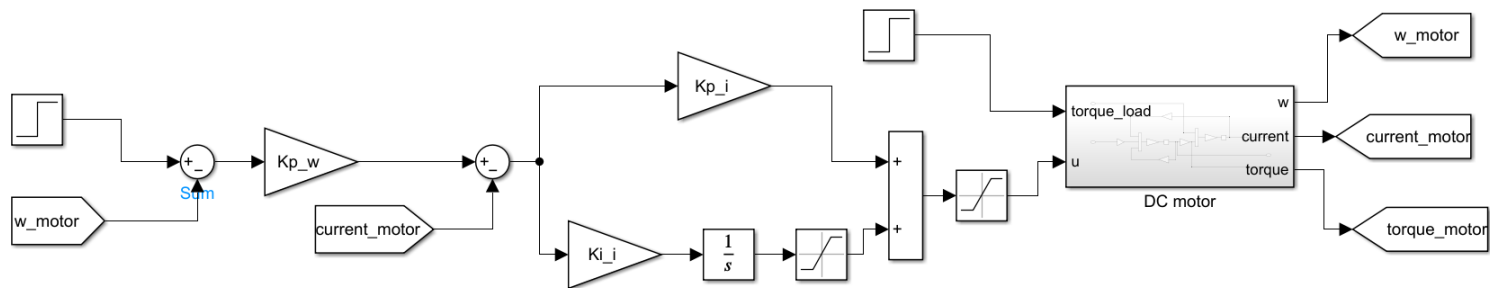 w_motor
Sum
+
−
Kp_w
current_motor
+
−
Kp_i
Ki_i
1
s
+
+
torque_load
u
w
current
torque
DC motor
w_motor
current_motor
torque_motor